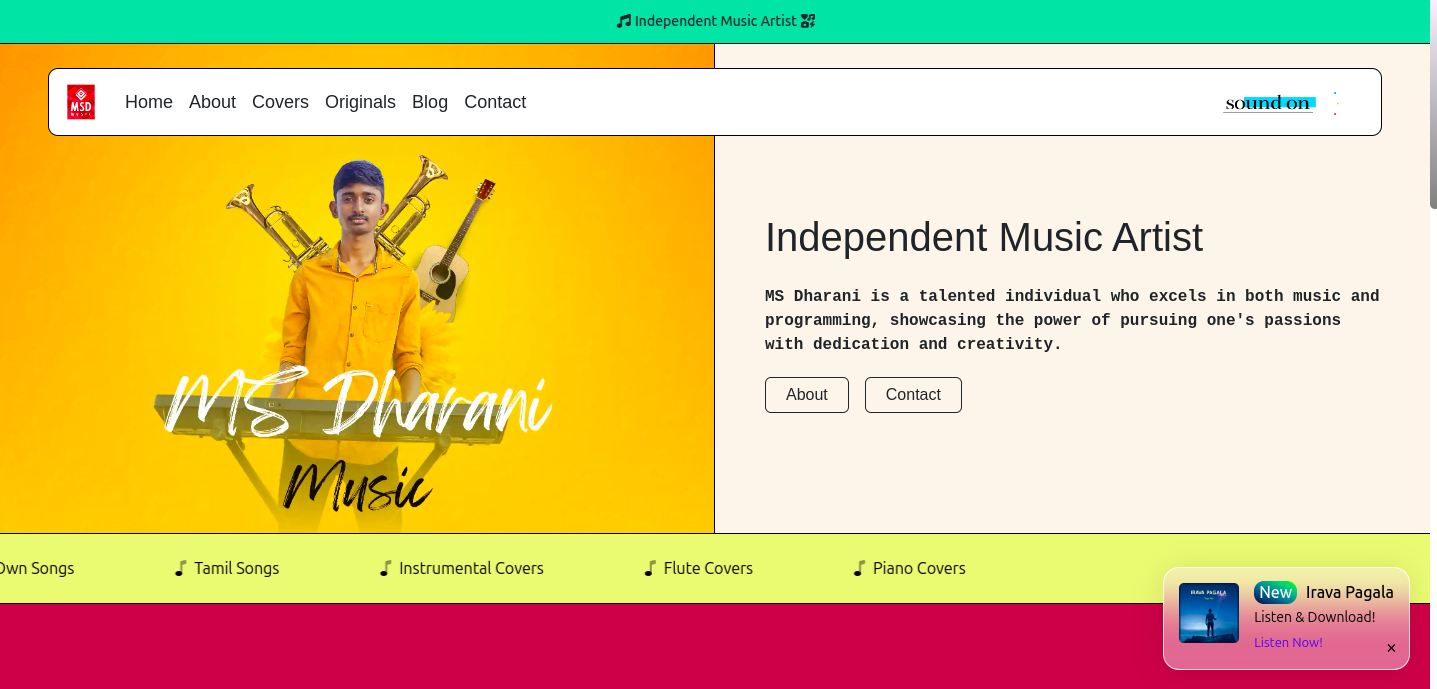 Independent Music Artist
MSD
MUSIC
Home About Covers Originals Blog Contact
sound on
MS Dharani
Music
Independent Music Artist
MS Dharani is a talented individual who excels in both music and
programming, showcasing the power of pursuing one's passions
with dedication and creativity.
About Contact
Own Songs Tamil Songs Instrumental Covers Flute Covers Piano Covers
IRAVA PAGALA
New Irava Pagala
Listen & Download!
Listen Now!
×